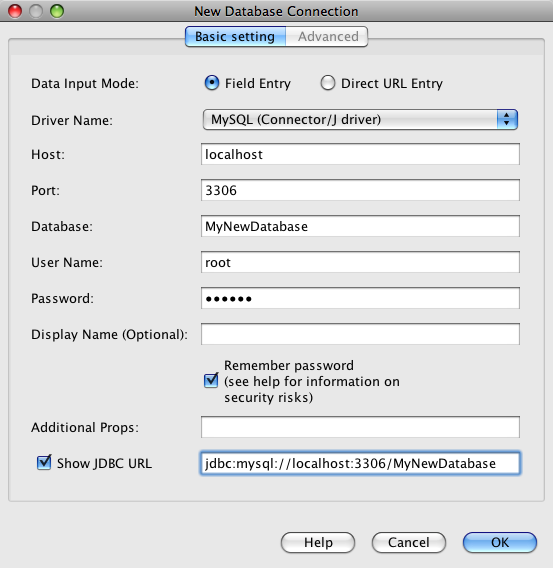 New Database Connection
Basic setting Advanced
Data Input Mode: Field Entry Direct URL Entry
Driver Name: MySQL (Connector/J driver)
Host: localhost
Port: 3306
Database: MyNewDatabase
User Name: root
Password: ••••••
Display Name (Optional):
Remember password
(see help for information on
security risks)
Additional Props:
Show JDBC URL jdbc:mysql://localhost:3306/MyNewDatabase
Help Cancel OK